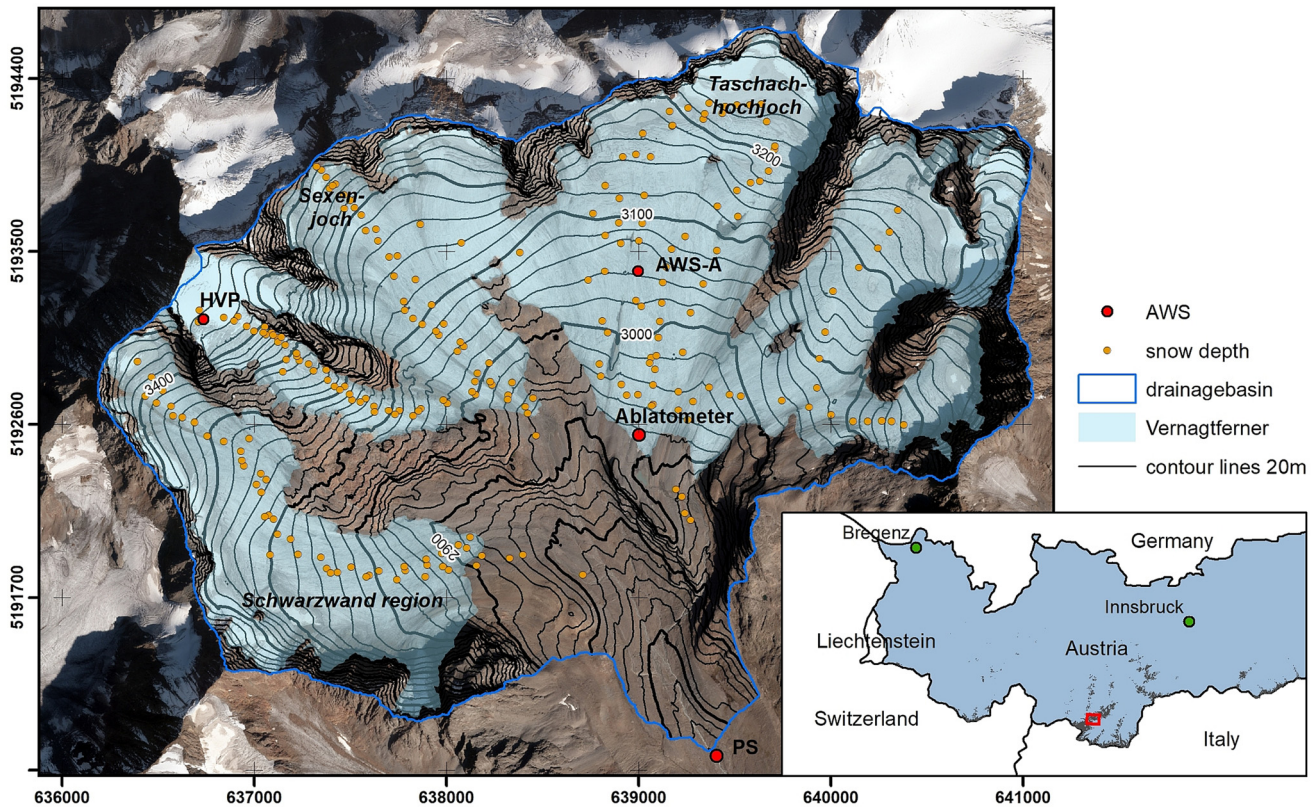 5194400
5193500
5192600
5191700
Taschach-
hochjoch
3200
Sexen-
joch
3100
AWS-A
HVP
3000
3400
Ablatometer
2900
Schwarzwand region
PS
636000
637000
638000
639000
640000
641000
AWS
snow depth
drainagebasin
Vernagtferner
contour lines 20m
Bregenz
Germany
Innsbruck
Liechtenstein
Austria
Switzerland
Italy